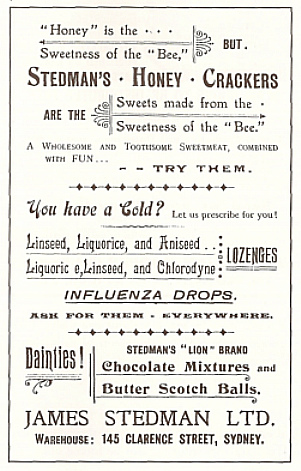 "Honey" is the · · ·
Sweetness of the "Bee,"
BUT.
STEDMAN'S · HONEY · CRACKERS
ARE THE
Sweets made from the ·
Sweetness of the "Bee."
A WHOLESOME AND TOOTHSOME SWEETMEAT, COMBINED
WITH FUN...
- - TRY THEM.
You have a Cold? Let us prescribe for you!
Linseed, Liquorice, and Aniseed . .
Liguoric e,Linseed, and Chlorodyne
LOZENGES
INFLUENZA DROPS.
ASK FOR THEM - EVERYWHERE.
Dainties!
STEDMAN'S "LION" BRAND
Chocolate Mixtures and
Butter Scotch Balls.
JAMES STEDMAN LTD.
WAREHOUSE: 145 CLARENCE STREET, SYDNEY.